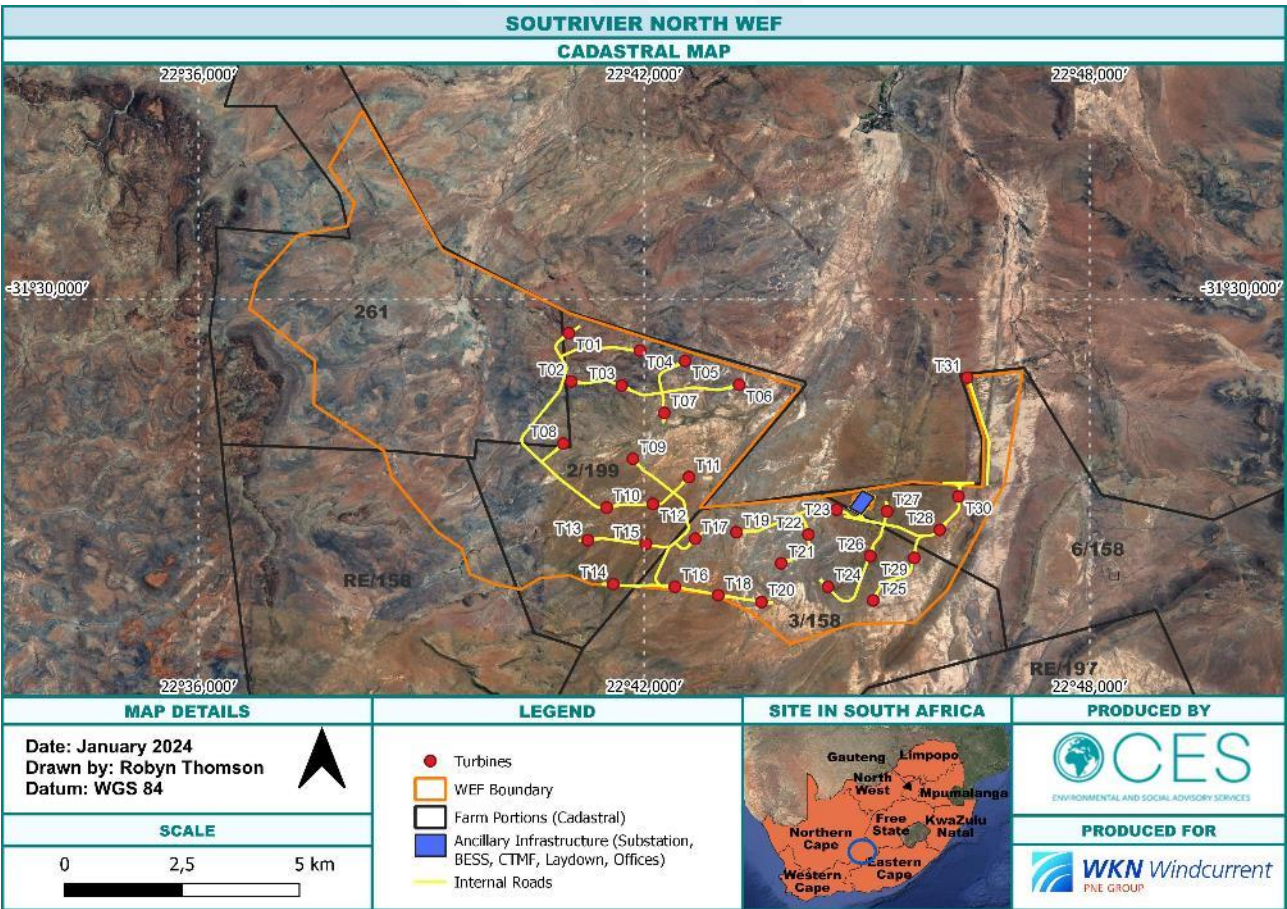 SOUTRIVIER NORTH WEF
CADASTRAL MAP
22°36,000'
22°42,000'
22°48,000'
-31°30,000'
-31°30,000'
261
T01
T04
T05
T31
T02
T03
T06
T07
T08
T09
2/199
T11
T10
T12
T27
T30
T23
T13
T15
T17
T19
T22
T28
T26
T21
T29
6/158
RE/158
T14
T16
T18
T20
T24
T25
3/158
RE/197
22°36,000'
22°42,000'
22°48,000'
MAP DETAILS
Date: January 2024
Drawn by: Robyn Thomson
Datum: WGS 84
SCALE
0 2,5 5 km
LEGEND
Turbines
WEF Boundary
Farm Portions (Cadastral)
Ancillary Infrastructure (Substation,
BESS, CTMF, Laydown, Offices)
Internal Roads
SITE IN SOUTH AFRICA
Gauteng
Limpopo
North
West
Mpumalanga
Free
State
KwaZulu
Natal
Northern
Cape
Eastern
Cape
Western
Cape
PRODUCED BY
CES
ENVIRONMENTAL AND SOCIAL ADVISORY SERVICES
PRODUCED FOR
WKN Windcurrent
PNE GROUP